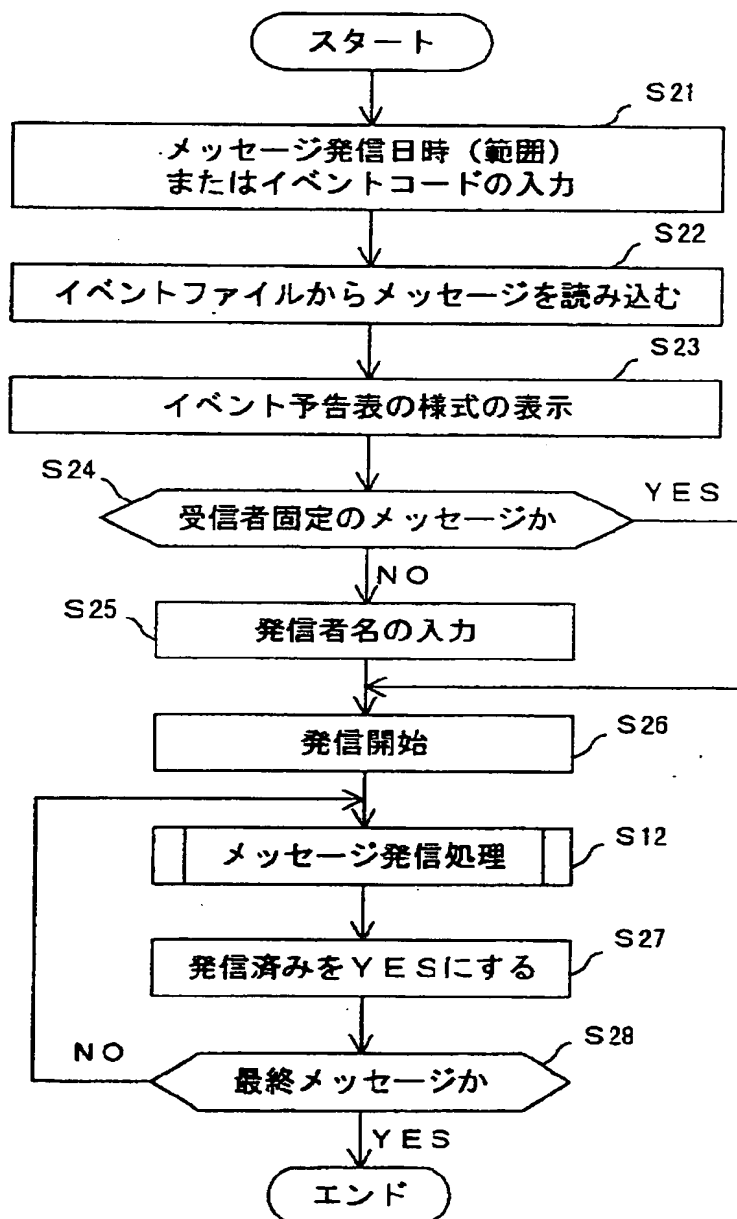 スタート
S21
メッセージ発信日時（範囲）
またはイベントコードの入力
S22
イベントファイルからメッセージを読み込む
S23
イベント予告表の様式の表示
S24
受信者固定のメッセージか
YES
NO
S25
発信者名の入力
発信開始
S26
メッセージ発信処理
S12
発信済みをYESにする
S27
NO
最終メッセージか
S28
YES
エンド